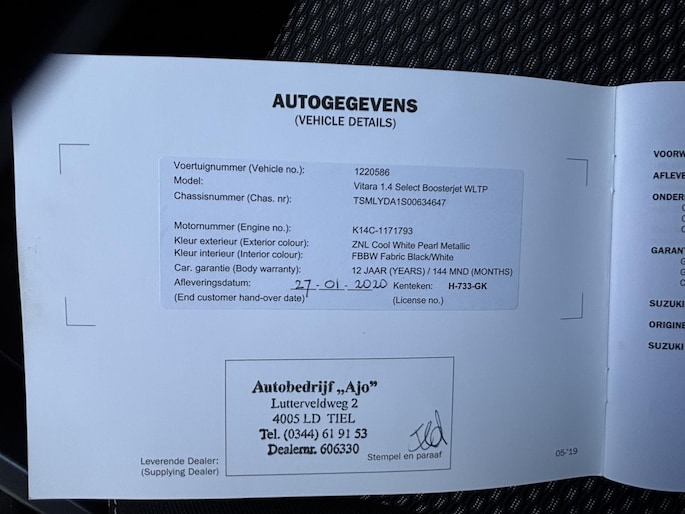 AUTOGEGEVENS
(VEHICLE DETAILS)
Voertuignummer (Vehicle no.): 1220586
Model: Vitara 1.4 Select Boosterjet WLTP
Chassisnummer (Chas. nr): TSMLYDA1S00634647
Motornummer (Engine no.): K14C-1171793
Kleur exterieur (Exterior colour): ZNL Cool White Pearl Metallic
Kleur interieur (Interior colour): FBBW Fabric Black/White
Car. garantie (Body warranty): 12 JAAR (YEARS) / 144 MND (MONTHS)
Afleveringsdatum: 27-01-2020 Kenteken: H-733-GK
(End customer hand-over date) (License no.)
Autobedrijf „Ajo”
Lutterveldweg 2
4005 LD TIEL
Tel. (0344) 61 91 53
Dealernr. 606330
Stempel en paraaf
Leverende Dealer:
(Supplying Dealer)
05-'19
VOORW
AFLEVE
ONDER
GARAN
SUZUKI
ORIGINE
SUZUKI